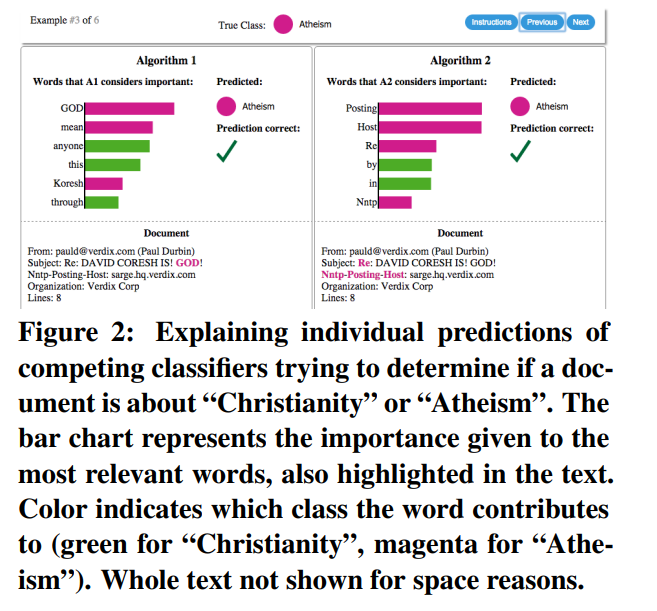 Example #3 of 6
True Class:
Atheism
Instructions
Previous
Next
Algorithm 1
Words that A1 considers important:
Predicted:
GOD
mean
anyone
this
Koresh
through
Atheism
Prediction correct:
Document
From: pauld@verdix.com (Paul Durbin)
Subject: Re: DAVID CORESH IS! GOD!
Nntp-Posting-Host: sarge.hq.verdix.com
Organization: Verdix Corp
Lines: 8
Algorithm 2
Words that A2 considers important:
Predicted:
Posting
Host
Re
by
in
Nntp
Atheism
Prediction correct:
Document
From: pauld@verdix.com (Paul Durbin)
Subject: Re: DAVID CORESH IS! GOD!
Nntp-Posting-Host: sarge.hq.verdix.com
Organization: Verdix Corp
Lines: 8
Figure 2: Explaining individual predictions of
competing classifiers trying to determine if a doc-
ument is about “Christianity” or “Atheism”. The
bar chart represents the importance given to the
most relevant words, also highlighted in the text.
Color indicates which class the word contributes
to (green for “Christianity”, magenta for “Athe-
ism”). Whole text not shown for space reasons.